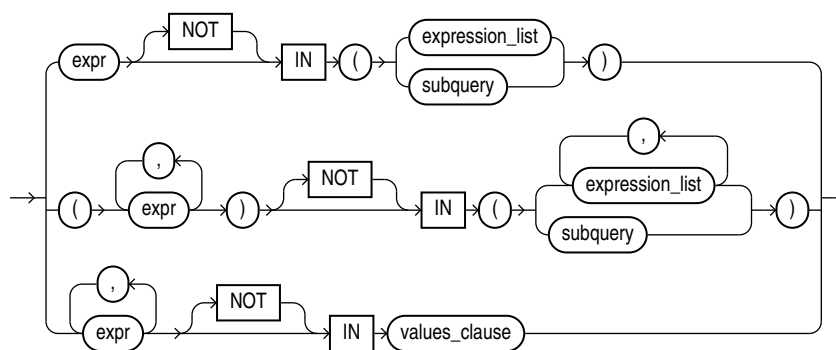 expr NOT IN ( expression_list subquery )
( , expr ) NOT IN ( , expression_list subquery )
, expr NOT IN values_clause